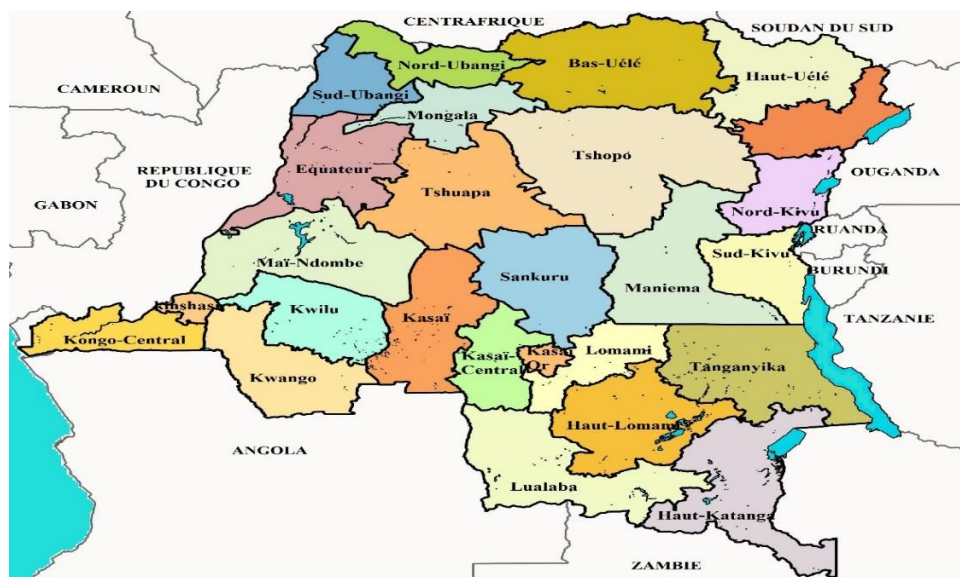 CENTRAFRIQUE
SOUDAN DU SUD
Nord-Ubangi
Bas-Uélé
Haut-Uélé
CAMEROUN
Sud-Ubangi
Mongala
Tshopo
REPUBLIQUE
DU CONGO
Equateur
Tshuapa
OUGANDA
GABON
Nord-Kivu
RUANDA
Maï-Ndombe
Sankuru
Sud-Kivu
BURUNDI
Maniema
kinshasa
Kwilu
Kasaï
TANZANIE
Kongo-Central
Kwango
Kasaï-
Central
Kasaï
Or
Lomami
Tanganyika
ANGOLA
Haut-Lomami
Lualaba
Haut-Katanga
ZAMBIE